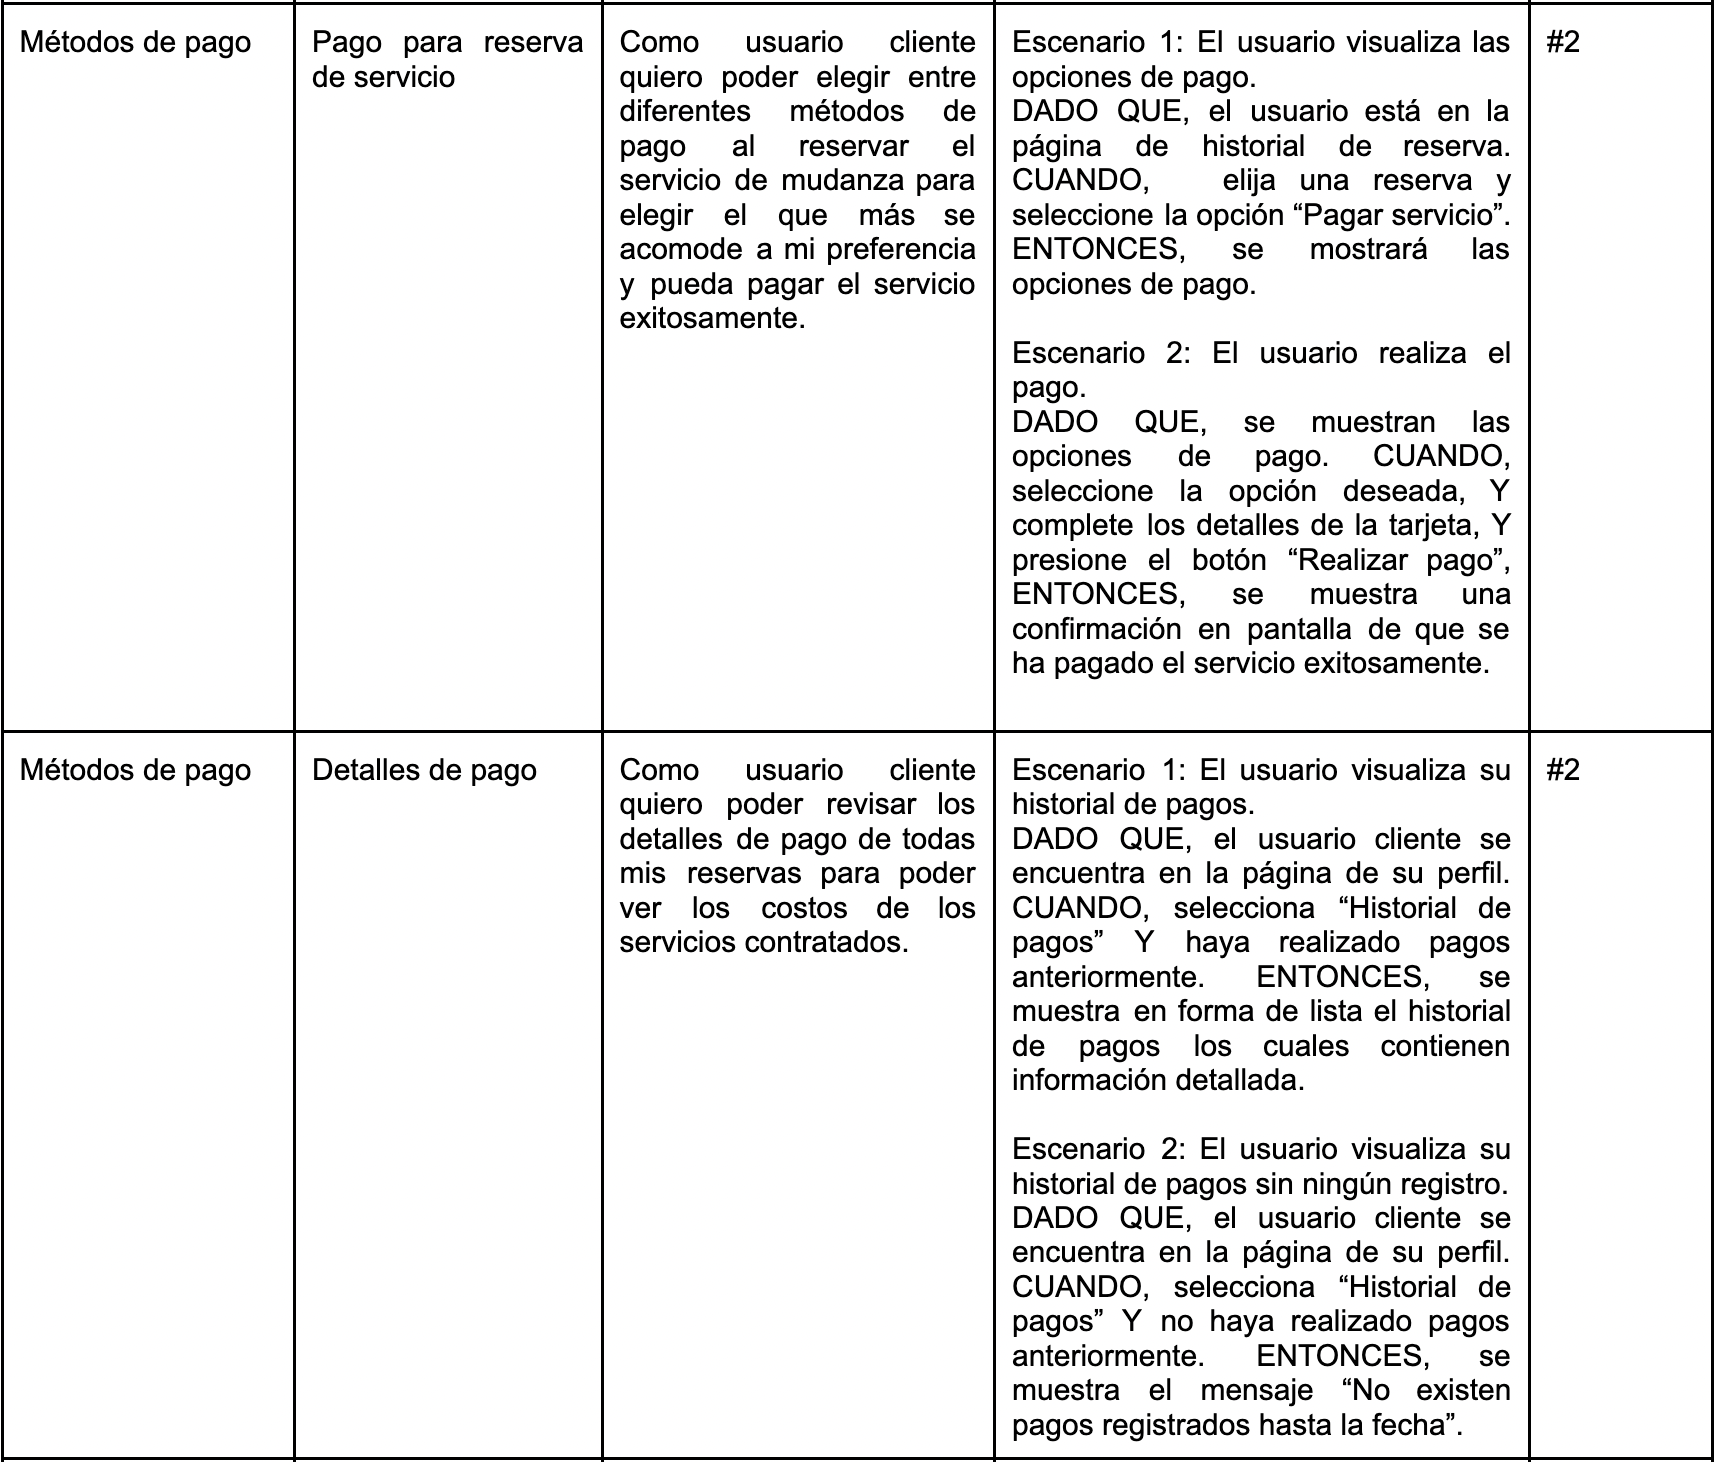 Métodos de pago
Pago para reserva
de servicio
Como usuario cliente
quiero poder elegir entre
diferentes métodos de
pago al reservar el
servicio de mudanza para
elegir el que más se
acomode a mi preferencia
y pueda pagar el servicio
exitosamente.
Escenario 1: El usuario visualiza las
opciones de pago.
DADO QUE, el usuario está en la
página de historial de reserva.
CUANDO, elija una reserva y
seleccione la opción “Pagar servicio”.
ENTONCES, se mostrará las
opciones de pago.
Escenario 2: El usuario realiza el
pago.
DADO QUE, se muestran las
opciones de pago. CUANDO,
seleccione la opción deseada, Y
complete los detalles de la tarjeta, Y
presione el botón “Realizar pago”,
ENTONCES, se muestra una
confirmación en pantalla de que se
ha pagado el servicio exitosamente.
#2
Métodos de pago
Detalles de pago
Como usuario cliente
quiero poder revisar los
detalles de pago de todas
mis reservas para poder
ver los costos de los
servicios contratados.
Escenario 1: El usuario visualiza su
historial de pagos.
DADO QUE, el usuario cliente se
encuentra en la página de su perfil.
CUANDO, selecciona “Historial de
pagos” Y haya realizado pagos
anteriormente. ENTONCES, se
muestra en forma de lista el historial
de pagos los cuales contienen
información detallada.
Escenario 2: El usuario visualiza su
historial de pagos sin ningún registro.
DADO QUE, el usuario cliente se
encuentra en la página de su perfil.
CUANDO, selecciona “Historial de
pagos” Y no haya realizado pagos
anteriormente. ENTONCES, se
muestra el mensaje “No existen
pagos registrados hasta la fecha”.
#2